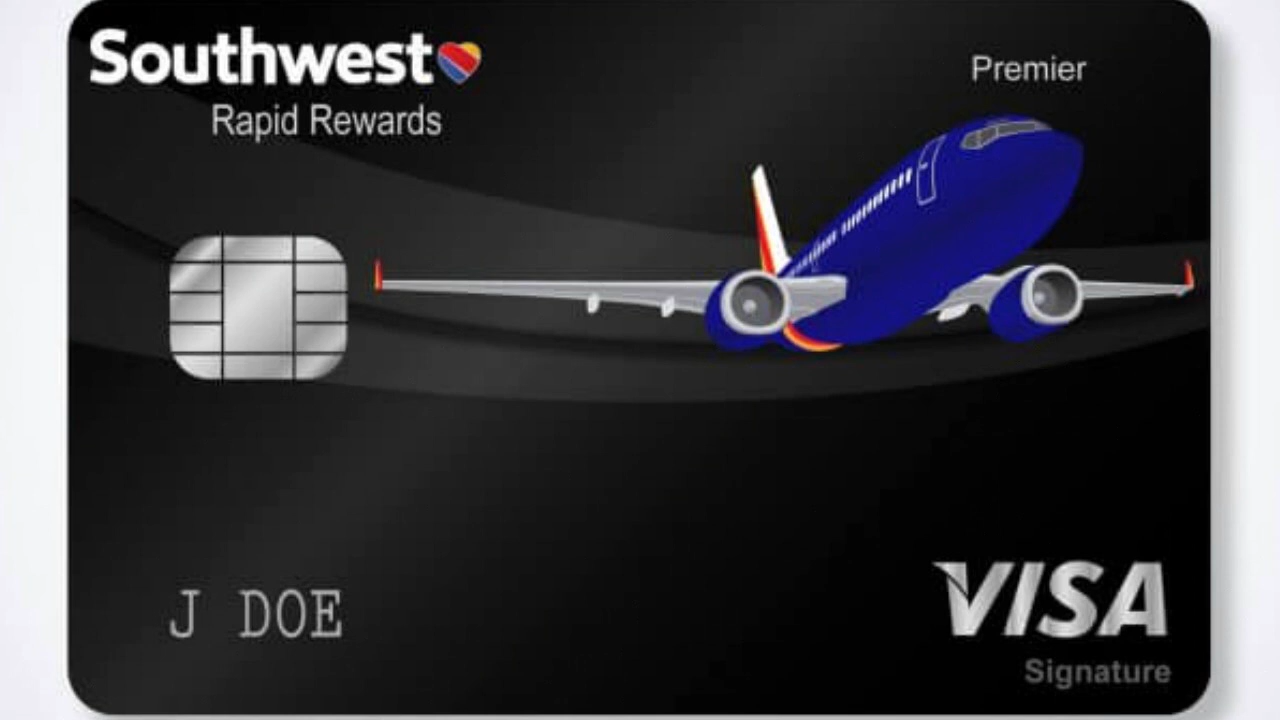 Southwest
Rapid Rewards
Premier
J DOE
VISA
Signature